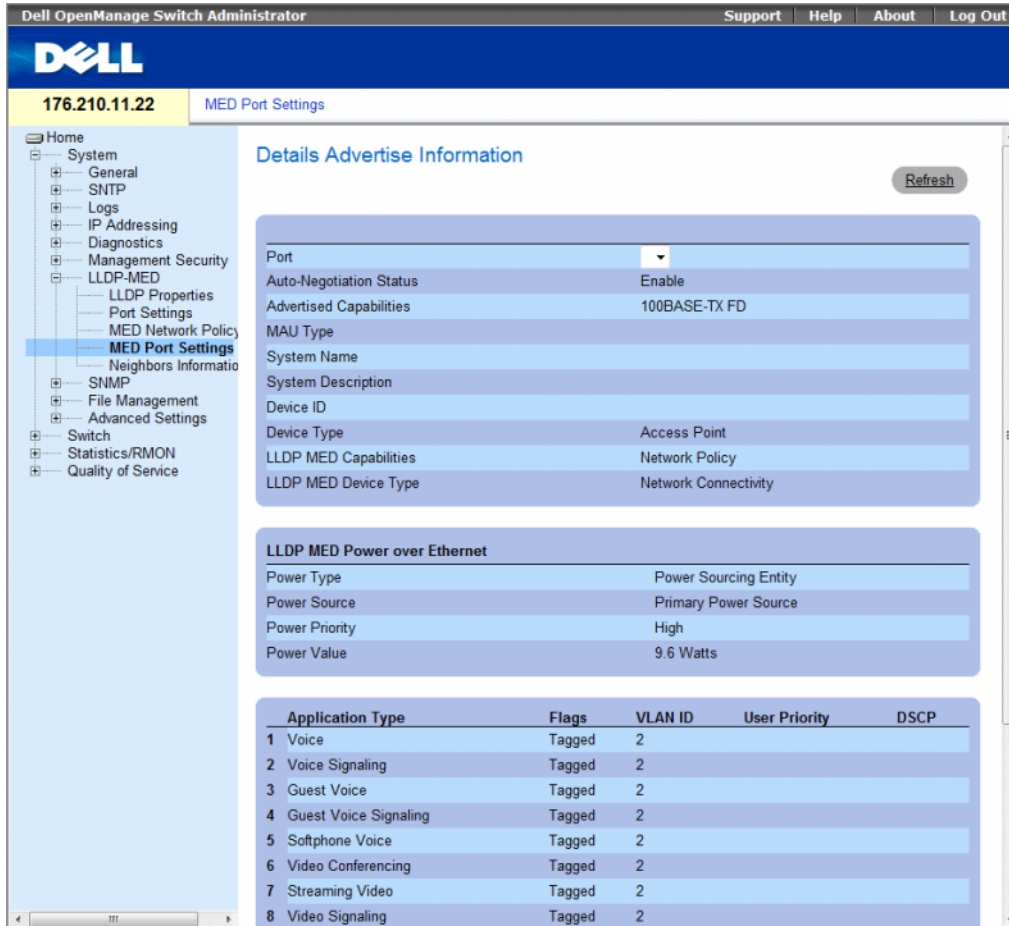 Dell OpenManage Switch Administrator
Support Help About Log Out
DELL
176.210.11.22
MED Port Settings
Home
System
General
SNTP
Logs
IP Addressing
Diagnostics
Management Security
LLDP-MED
LLDP Properties
Port Settings
MED Network Policy
MED Port Settings
Neighbors Informatio
SNMP
File Management
Advanced Settings
Switch
Statistics/RMON
Quality of Service
Details Advertise Information
Refresh
Port
Auto-Negotiation Status Enable
Advertised Capabilities 100BASE-TX FD
MAU Type
System Name
System Description
Device ID
Device Type Access Point
LLDP MED Capabilities Network Policy
LLDP MED Device Type Network Connectivity
LLDP MED Power over Ethernet
Power Type Power Sourcing Entity
Power Source Primary Power Source
Power Priority High
Power Value 9.6 Watts
Application Type Flags VLAN ID User Priority DSCP
1 Voice Tagged 2
2 Voice Signaling Tagged 2
3 Guest Voice Tagged 2
4 Guest Voice Signaling Tagged 2
5 Softphone Voice Tagged 2
6 Video Conferencing Tagged 2
7 Streaming Video Tagged 2
8 Video Signaling Tagged 2